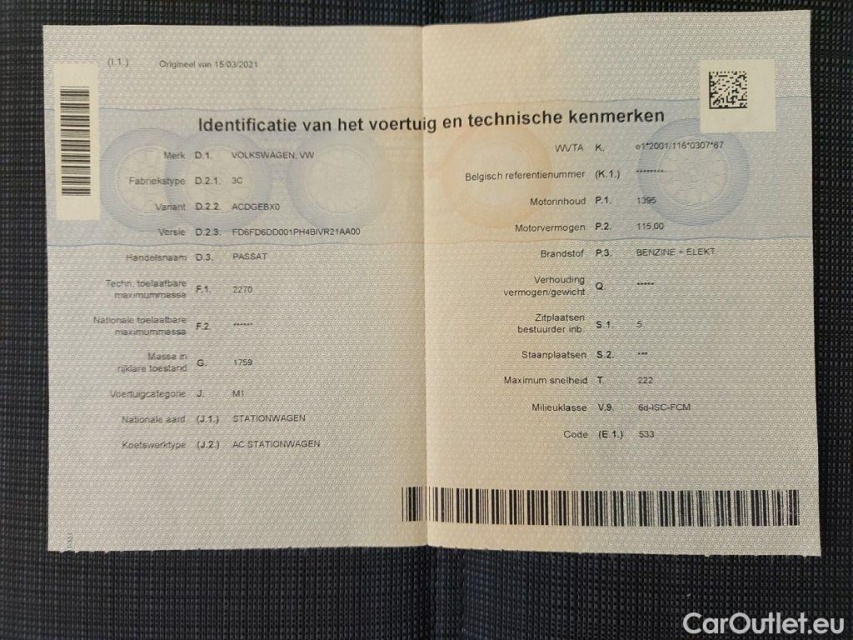 (I.1.) Origineel van 15/03/2021
Identificatie van het voertuig en technische kenmerken
Merk D.1. VOLKSWAGEN, VW
Fabriekstype D.2.1. 3C
Variant D.2.2. ACDGEBX0
Versie D.2.3. FD6FD6DD001PH4BIVR21AA00
Handelsnaam D.3. PASSAT
Techn. toelaatbare
maximummassa F.1. 2270
Nationale toelaatbare
maximummassa F.2. ******
Massa in
rijklare toestand G. 1759
Voertuigcategorie J. M1
Nationale aard (J.1.) STATIONWAGEN
Koetswerktype (J.2.) AC STATIONWAGEN
WVTA K. e1*2001/116*0307*67
Belgisch referentienummer (K.1.) ********
Motorinhoud P.1. 1395
Motorvermogen P.2. 115,00
Brandstof P.3. BENZINE + ELEKT
Verhouding
vermogen/gewicht Q. *****
Zitplaatsen
bestuurder inb. S.1. 5
Staanplaatsen S.2. ***
Maximum snelheid T. 222
Milieuklasse V.9. 6d-ISC-FCM
Code (E.1.) 533
CarOutlet.eu